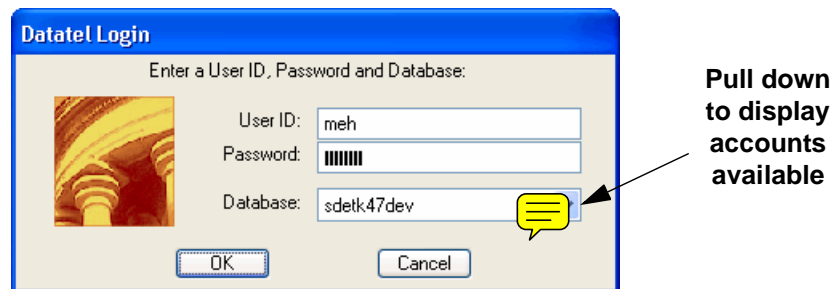 Datatel Login
Enter a User ID, Password and Database:
User ID: meh
Password:
Database: sdetk47dev
OK Cancel
Pull down
to display
accounts
available